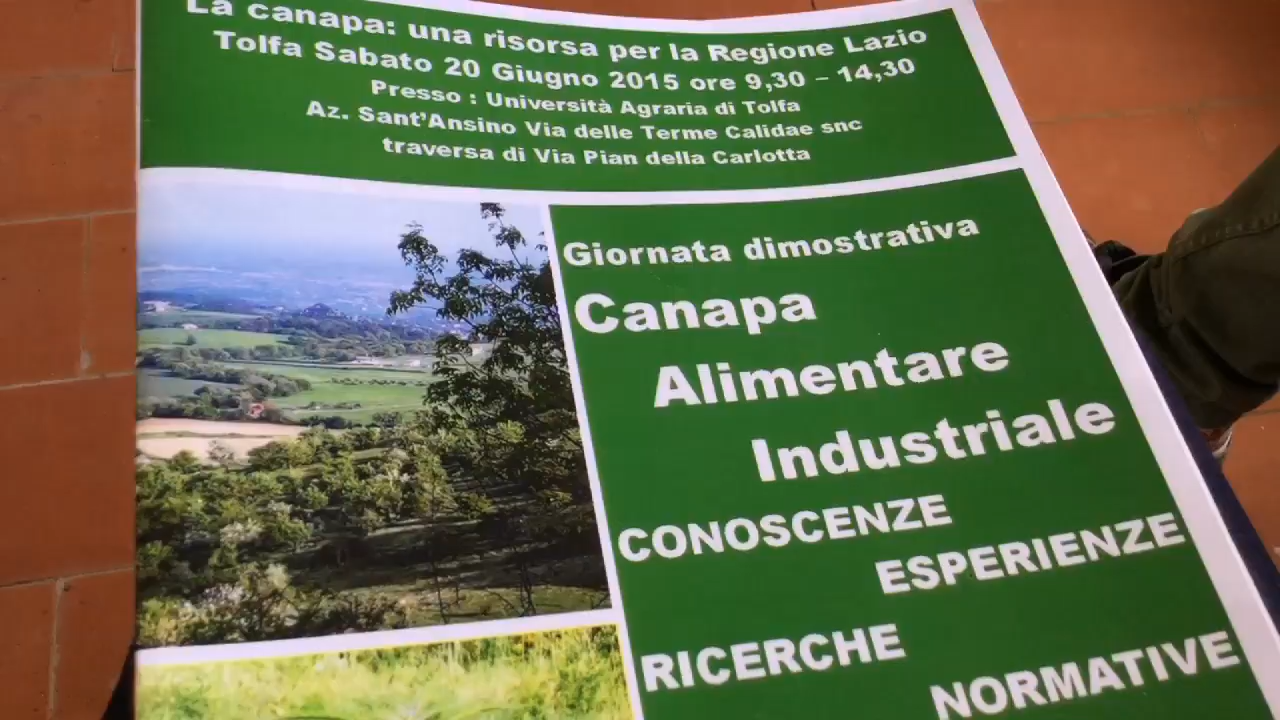 La canapa: una risorsa per la Regione Lazio
Tolfa Sabato 20 Giugno 2015 ore 9,30 – 14,30
Presso : Università Agraria di Tolfa
Az. Sant'Ansino Via delle Terme Calidae snc
traversa di Via Pian della Carlotta
Giornata dimostrativa
Canapa
Alimentare
Industriale
CONOSCENZE
ESPERIENZE
RICERCHE
NORMATIVE